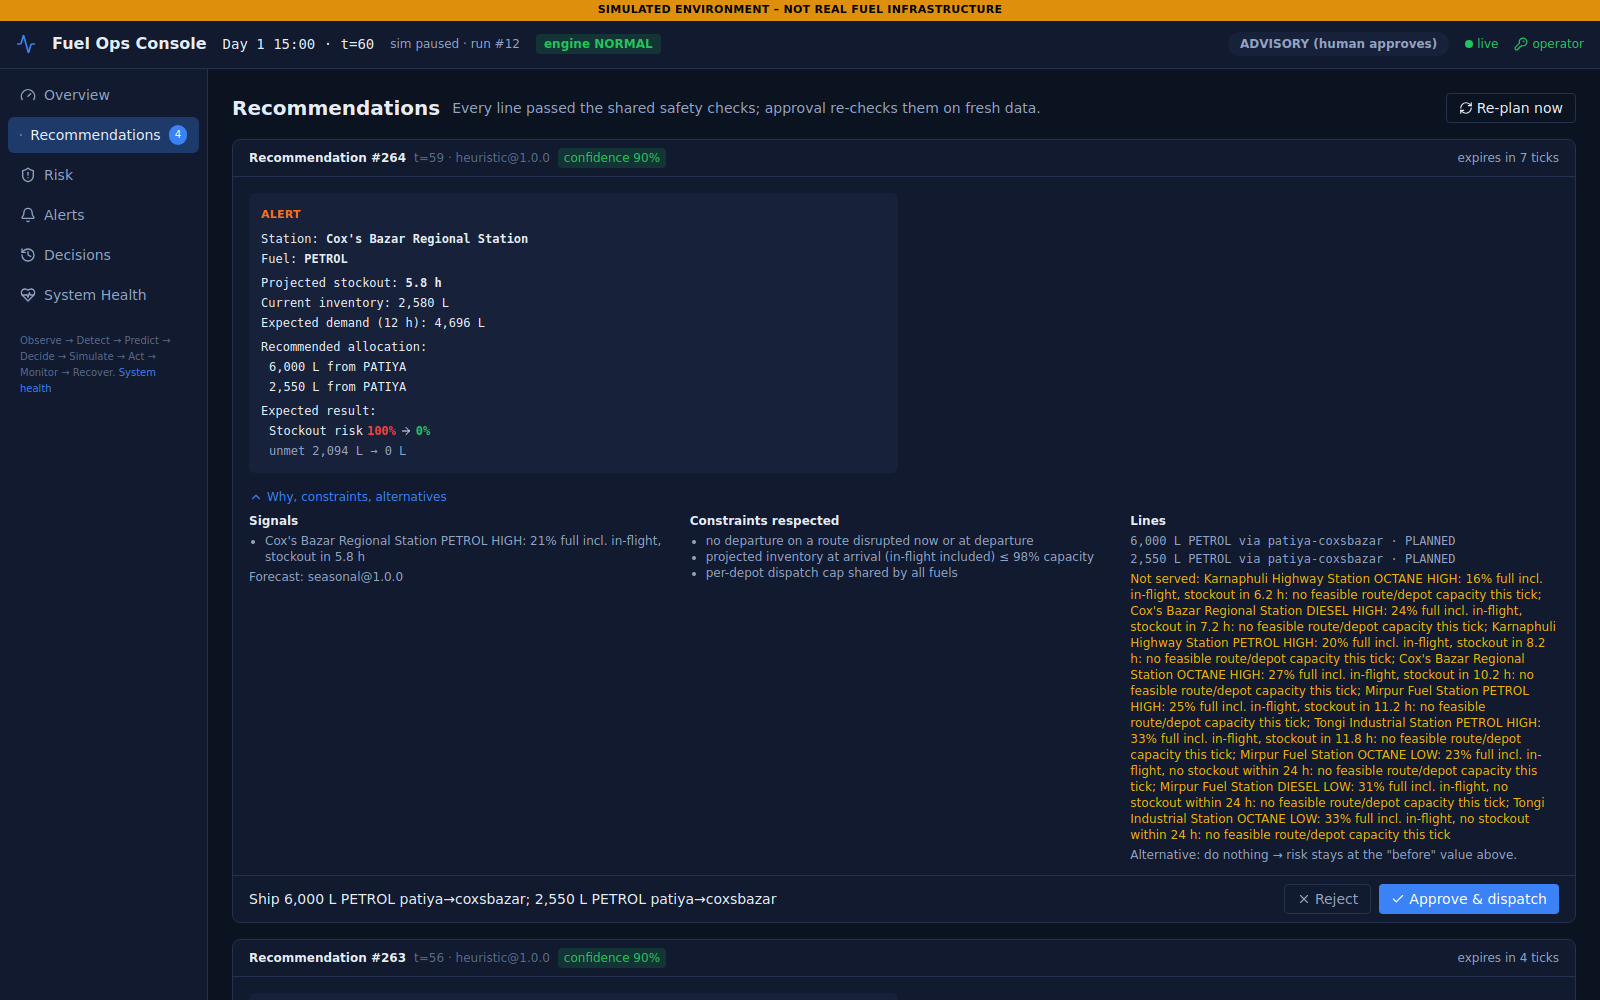 SIMULATED ENVIRONMENT – NOT REAL FUEL INFRASTRUCTURE
Fuel Ops Console
Day 1 15:00 · t=60
sim paused · run #12
engine NORMAL
ADVISORY (human approves)
live
operator
Overview
Recommendations 4
Risk
Alerts
Decisions
System Health
Observe → Detect → Predict →
Decide → Simulate → Act →
Monitor → Recover. System
health
Recommendations
Every line passed the shared safety checks; approval re-checks them on fresh data.
Re-plan now
Recommendation #264 t=59 · heuristic@1.0.0 confidence 90%
expires in 7 ticks
ALERT
Station: Cox's Bazar Regional Station
Fuel: PETROL
Projected stockout: 5.8 h
Current inventory: 2,580 L
Expected demand (12 h): 4,696 L
Recommended allocation:
6,000 L from PATIYA
2,550 L from PATIYA
Expected result:
Stockout risk 100% → 0%
unmet 2,094 L → 0 L
Why, constraints, alternatives
Signals
• Cox's Bazar Regional Station PETROL HIGH: 21% full incl. in-flight,
stockout in 5.8 h
Forecast: seasonal@1.0.0
Constraints respected
• no departure on a route disrupted now or at departure
• projected inventory at arrival (in-flight included) ≤ 98% capacity
• per-depot dispatch cap shared by all fuels
Lines
6,000 L PETROL via patiya-coxsbazar · PLANNED
2,550 L PETROL via patiya-coxsbazar · PLANNED
Not served: Karnaphuli Highway Station OCTANE HIGH: 16% full incl.
in-flight, stockout in 6.2 h: no feasible route/depot capacity this tick;
Cox's Bazar Regional Station DIESEL HIGH: 24% full incl. in-flight,
stockout in 7.2 h: no feasible route/depot capacity this tick; Karnaphuli
Highway Station PETROL HIGH: 20% full incl. in-flight, stockout in 8.2
h: no feasible route/depot capacity this tick; Cox's Bazar Regional
Station OCTANE HIGH: 27% full incl. in-flight, stockout in 10.2 h: no
feasible route/depot capacity this tick; Mirpur Fuel Station PETROL
HIGH: 25% full incl. in-flight, stockout in 11.2 h: no feasible
route/depot capacity this tick; Tongi Industrial Station PETROL HIGH:
33% full incl. in-flight, stockout in 11.8 h: no feasible route/depot
capacity this tick; Mirpur Fuel Station OCTANE LOW: 23% full incl. in-
flight, no stockout within 24 h: no feasible route/depot capacity this
tick; Mirpur Fuel Station DIESEL LOW: 31% full incl. in-flight, no
stockout within 24 h: no feasible route/depot capacity this tick; Tongi
Industrial Station OCTANE LOW: 33% full incl. in-flight, no stockout
within 24 h: no feasible route/depot capacity this tick
Alternative: do nothing → risk stays at the "before" value above.
Ship 6,000 L PETROL patiya→coxsbazar; 2,550 L PETROL patiya→coxsbazar
Reject
Approve & dispatch
Recommendation #263 t=56 · heuristic@1.0.0 confidence 90%
expires in 4 ticks